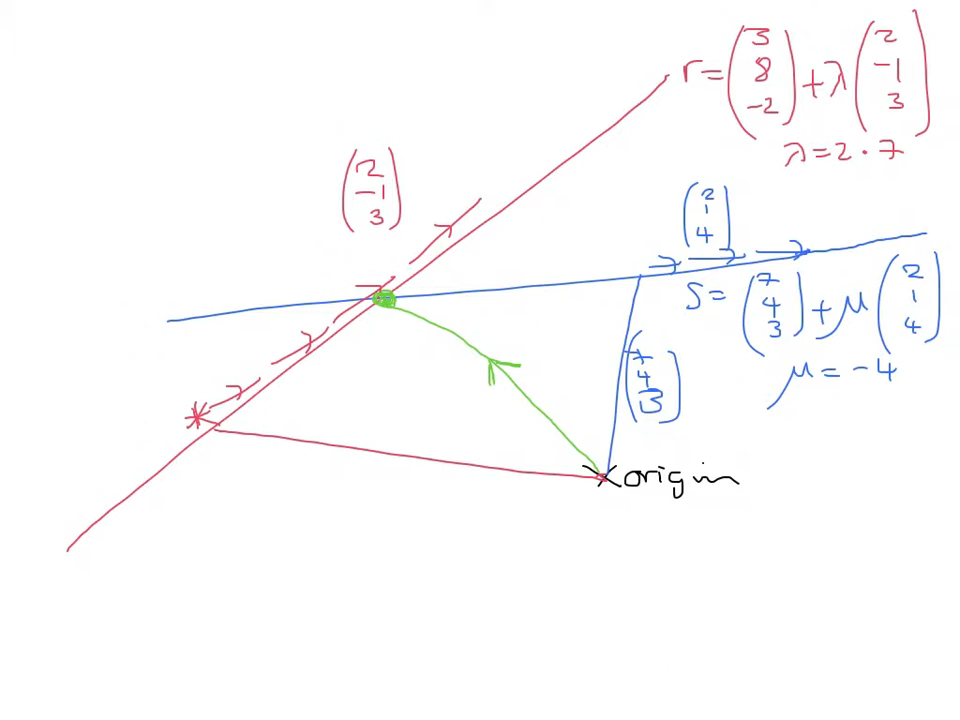 r = (3 8 -2) + λ (2 -1 3)
λ = 2.7
(2 -1 3)
(2 1 4)
S = (7 4 3) + μ (2 1 4)
μ = -4
(7 4 13)
origin